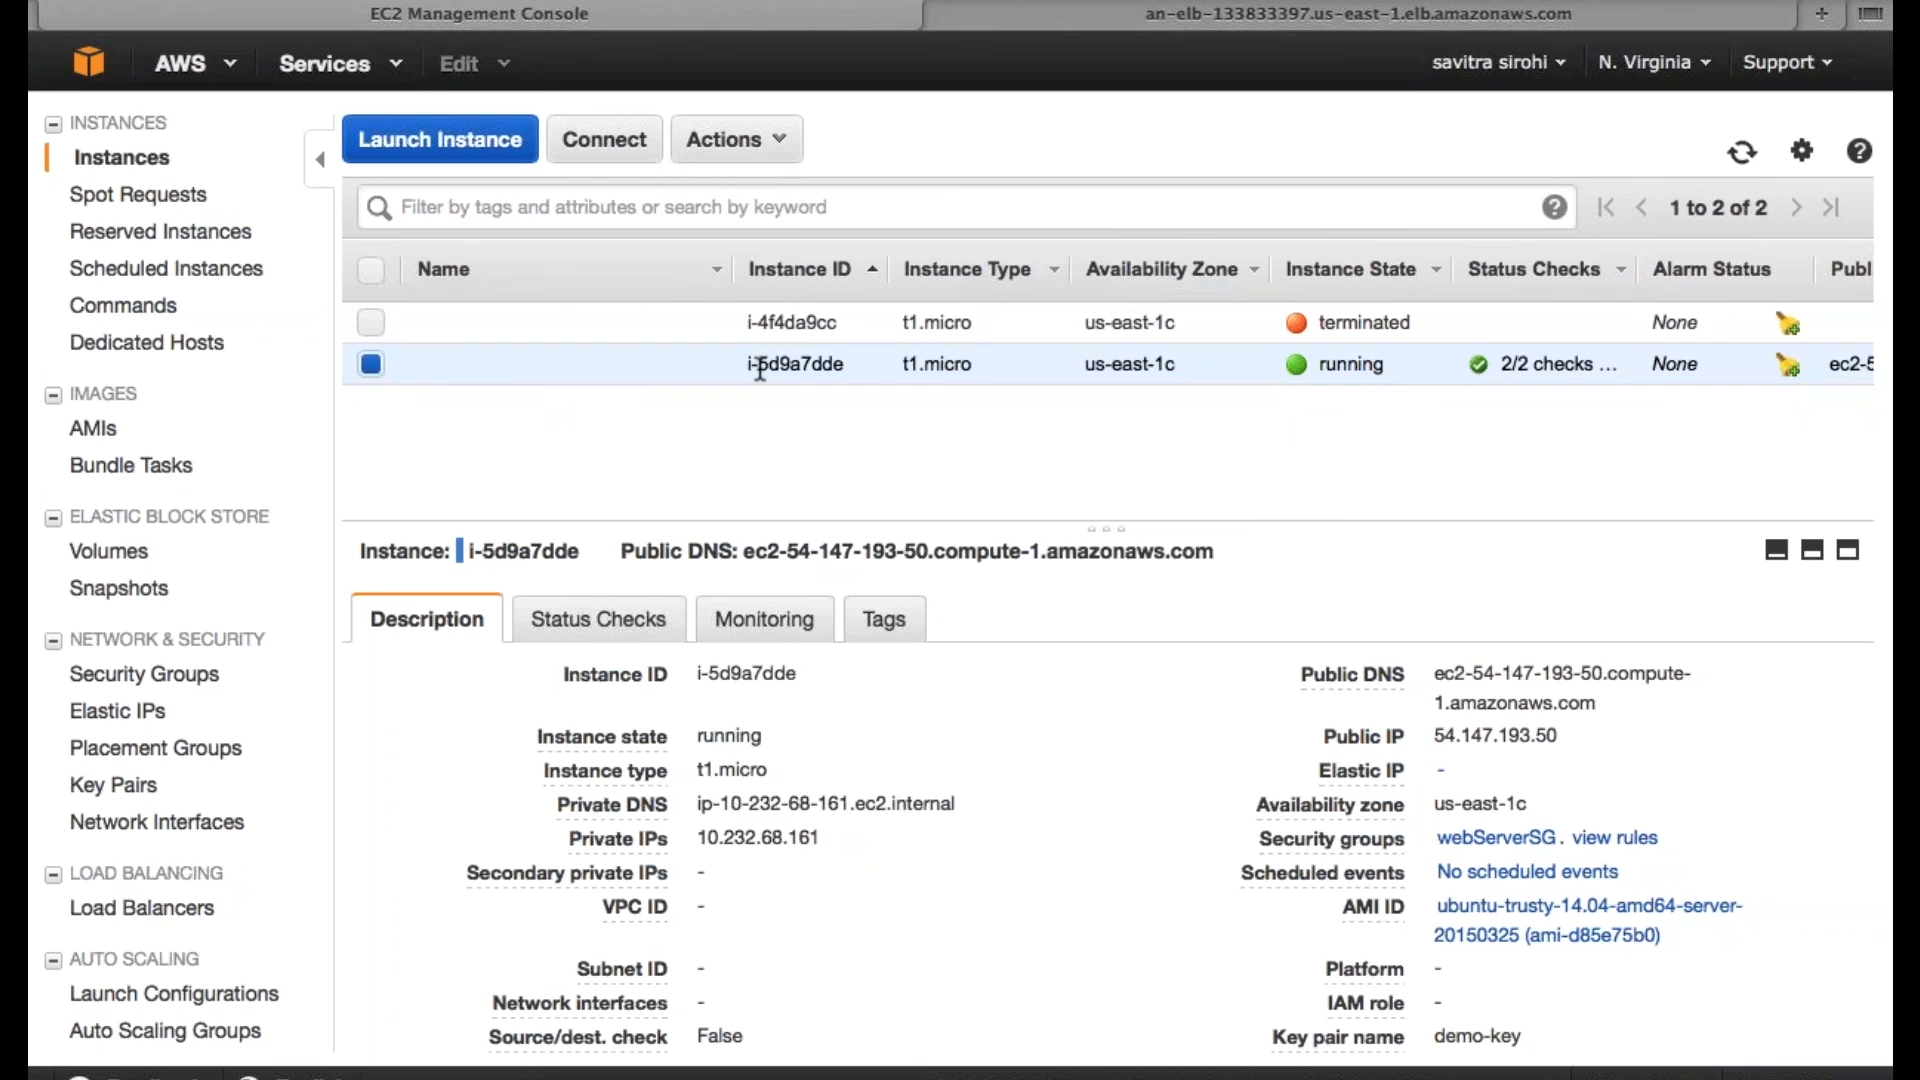 EC2 Management Console an-elb-133833397.us-east-1.elb.amazonaws.com +
AWS Services Edit savitra sirohi N. Virginia Support
INSTANCES
Instances
Spot Requests
Reserved Instances
Scheduled Instances
Commands
Dedicated Hosts
IMAGES
AMIs
Bundle Tasks
ELASTIC BLOCK STORE
Volumes
Snapshots
NETWORK & SECURITY
Security Groups
Elastic IPs
Placement Groups
Key Pairs
Network Interfaces
LOAD BALANCING
Load Balancers
AUTO SCALING
Launch Configurations
Auto Scaling Groups
Launch Instance Connect Actions
Filter by tags and attributes or search by keyword 1 to 2 of 2
Name Instance ID Instance Type Availability Zone Instance State Status Checks Alarm Status Publ
i-4f4da9cc t1.micro us-east-1c terminated None
i-5d9a7dde t1.micro us-east-1c running 2/2 checks ... None ec2-5
Instance: i-5d9a7dde Public DNS: ec2-54-147-193-50.compute-1.amazonaws.com
Description Status Checks Monitoring Tags
Instance ID i-5d9a7dde
Instance state running
Instance type t1.micro
Private DNS ip-10-232-68-161.ec2.internal
Private IPs 10.232.68.161
Secondary private IPs -
VPC ID -
Subnet ID -
Network interfaces -
Source/dest. check False
Public DNS ec2-54-147-193-50.compute-
1.amazonaws.com
Public IP 54.147.193.50
Elastic IP -
Availability zone us-east-1c
Security groups webServerSG . view rules
Scheduled events No scheduled events
AMI ID ubuntu-trusty-14.04-amd64-server-
20150325 (ami-d85e75b0)
Platform -
IAM role -
Key pair name demo-key